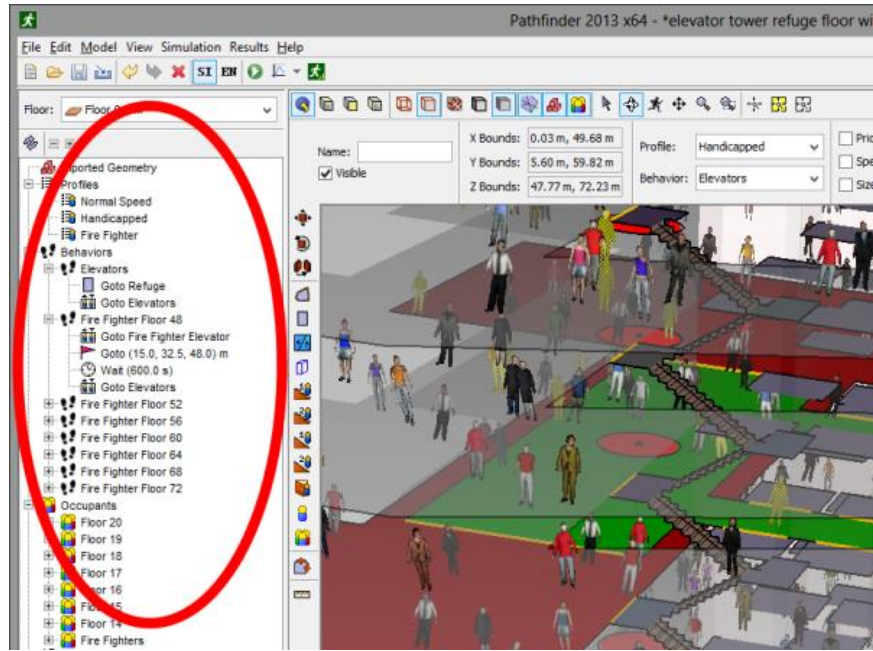 Pathfinder 2013 x64 - *elevator tower refuge floor wi
File Edit Model View Simulation Results Help
SI EN
Floor: Floor
Name:
Visible
X Bounds: 0.03 m, 49.68 m
Y Bounds: 5.60 m, 59.82 m
Z Bounds: 47.77 m, 72.23 m
Profile: Handicapped
Behavior: Elevators
Prio
Spe
Size
Imported Geometry
Profiles
Normal Speed
Handicapped
Fire Fighter
Behaviors
Elevators
Goto Refuge
Goto Elevators
Fire Fighter Floor 48
Goto Fire Fighter Elevator
Goto (15.0, 32.5, 48.0) m
Wait (600.0 s)
Goto Elevators
Fire Fighter Floor 52
Fire Fighter Floor 56
Fire Fighter Floor 60
Fire Fighter Floor 64
Fire Fighter Floor 68
Fire Fighter Floor 72
Occupants
Floor 20
Floor 19
Floor 18
Floor 17
Floor 16
Floor 15
Floor 14
Fire Fighters